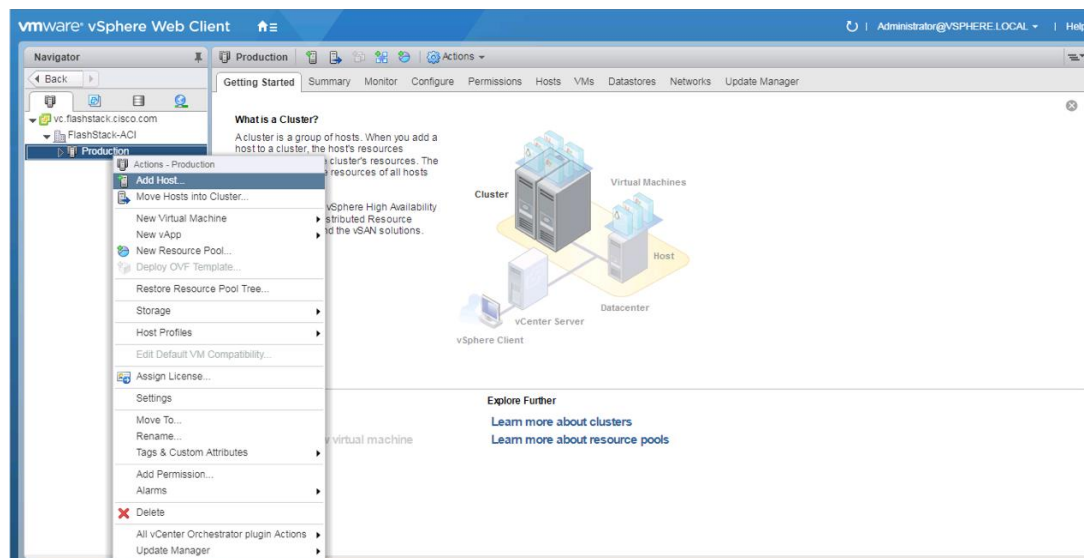 vmware® vSphere Web Client
Administrator@VSPHERE.LOCAL
Help
Navigator
Production
Actions
Back
Getting Started Summary Monitor Configure Permissions Hosts VMs Datastores Networks Update Manager
vc.flashstack.cisco.com
FlashStack-ACI
Production
What is a Cluster?
A cluster is a group of hosts. When you add a
host to a cluster, the host's resources
cluster's resources. The
resources of all hosts
vSphere High Availability
Distributed Resource
and the vSAN solutions.
Actions - Production
Add Host...
Move Hosts into Cluster...
New Virtual Machine
New vApp
New Resource Pool...
Deploy OVF Template...
Restore Resource Pool Tree...
Storage
Host Profiles
Edit Default VM Compatibility...
Assign License...
Settings
Move To...
Rename...
Tags & Custom Attributes
Add Permission...
Alarms
Delete
All vCenter Orchestrator plugin Actions
Update Manager
Cluster
Virtual Machines
Host
Datacenter
vCenter Server
vSphere Client
virtual machine
Explore Further
Learn more about clusters
Learn more about resource pools